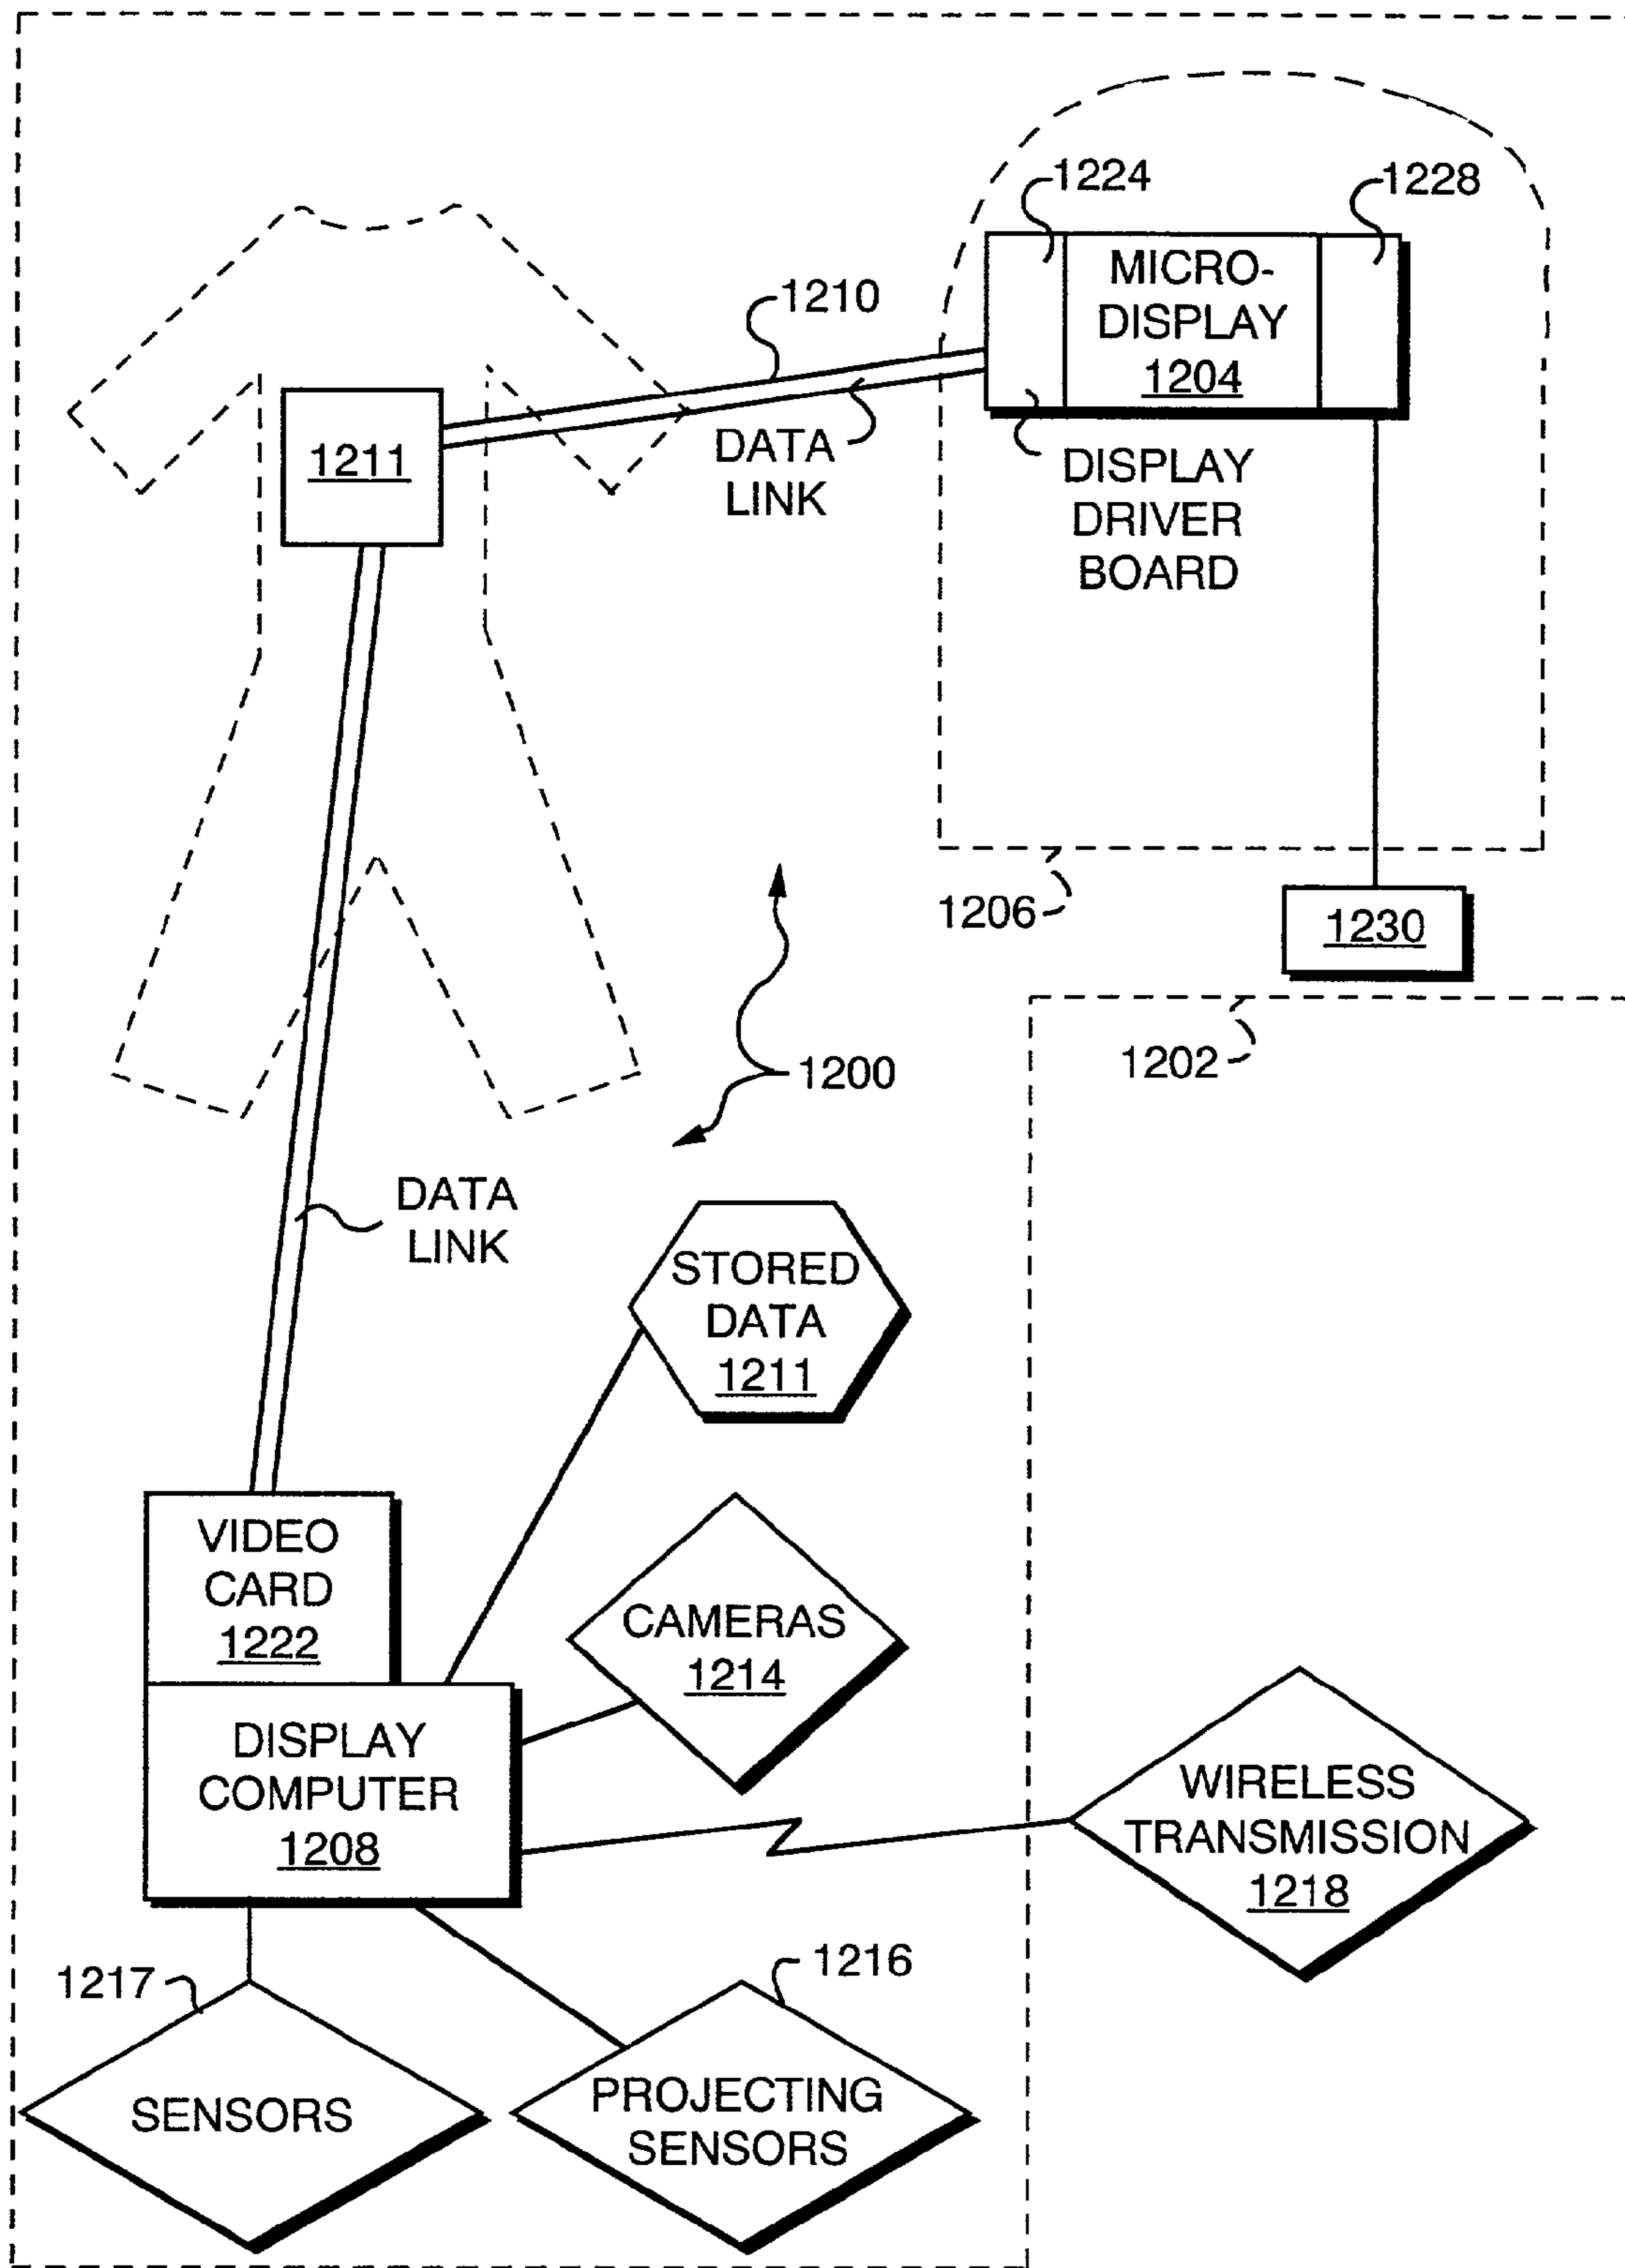 1224
1228
MICRO-
DISPLAY
1204
1210
DATA
LINK
DISPLAY
DRIVER
BOARD
1211
1206
1230
1202
1200
DATA
LINK
STORED
DATA
1211
VIDEO
CARD
1222
CAMERAS
1214
DISPLAY
COMPUTER
1208
WIRELESS
TRANSMISSION
1218
1217
1216
SENSORS
PROJECTING
SENSORS